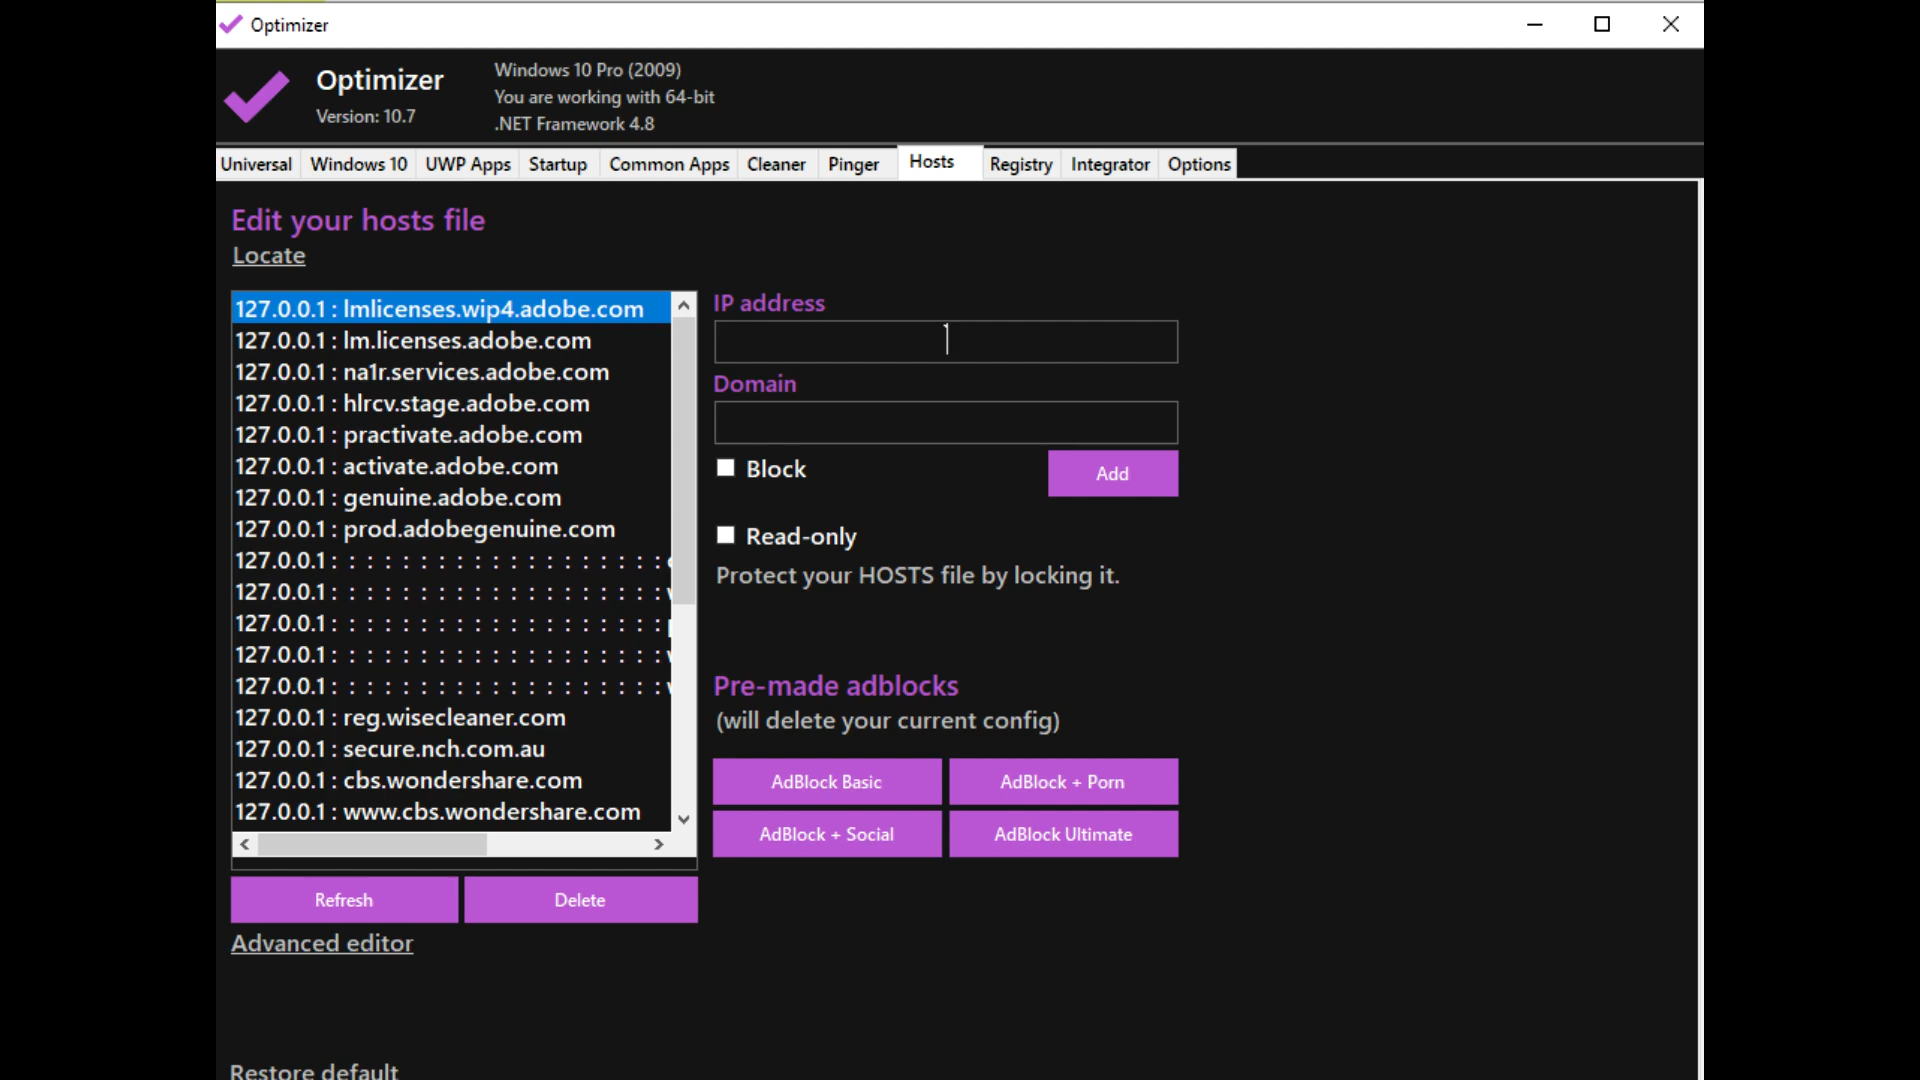 Optimizer
Optimizer
Version: 10.7
Windows 10 Pro (2009)
You are working with 64-bit
.NET Framework 4.8
Universal Windows 10 UWP Apps Startup Common Apps Cleaner Pinger Hosts Registry Integrator Options
Edit your hosts file
Locate
127.0.0.1 : lmlicenses.wip4.adobe.com
127.0.0.1 : lm.licenses.adobe.com
127.0.0.1 : na1r.services.adobe.com
127.0.0.1 : hlrcv.stage.adobe.com
127.0.0.1 : practivate.adobe.com
127.0.0.1 : activate.adobe.com
127.0.0.1 : genuine.adobe.com
127.0.0.1 : prod.adobegenuine.com
127.0.0.1 : : : : : : : : : : : : : : : : : : :
127.0.0.1 : : : : : : : : : : : : : : : : : : :
127.0.0.1 : : : : : : : : : : : : : : : : : : :
127.0.0.1 : : : : : : : : : : : : : : : : : : :
127.0.0.1 : : : : : : : : : : : : : : : : : : :
127.0.0.1 : reg.wisecleaner.com
127.0.0.1 : secure.nch.com.au
127.0.0.1 : cbs.wondershare.com
127.0.0.1 : www.cbs.wondershare.com
Refresh
Delete
Advanced editor
Restore default
IP address
Domain
Block
Add
Read-only
Protect your HOSTS file by locking it.
Pre-made adblocks
(will delete your current config)
AdBlock Basic
AdBlock + Porn
AdBlock + Social
AdBlock Ultimate